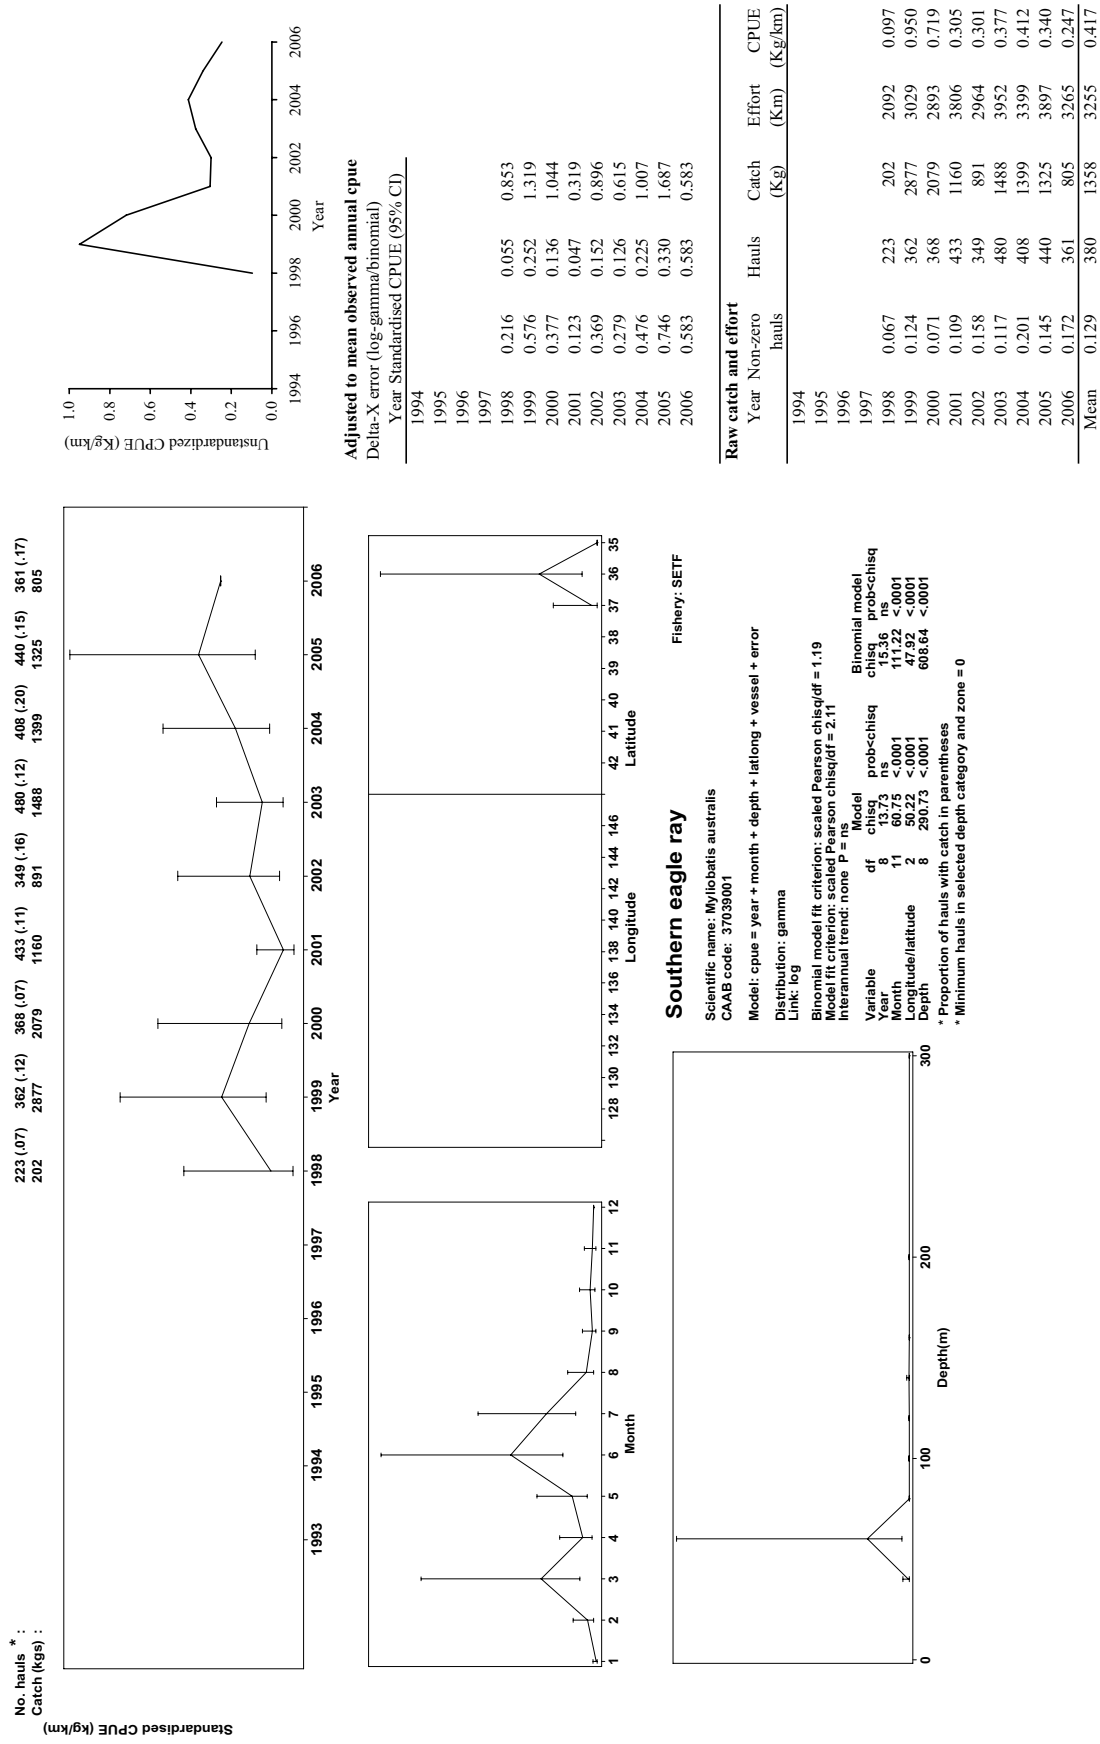 No. hauls * : 223 (.07) 362 (.12) 368 (.07) 433 (.11) 349 (.16) 480 (.12) 408 (.20) 440 (.15) 361 (.17)
Catch (kgs) : 202 2877 2079 1160 891 1488 1399 1325 805
Standardised CPUE (kg/km)
1993 1994 1995 1996 1997 1998 1999 2000 2001 2002 2003 2004 2005 2006
Year
1 2 3 4 5 6 7 8 9 10 11 12
Month
128 130 132 134 136 138 140 142 144 146
Longitude
42 41 40 39 38 37 36 35
Latitude
0 100 200 300
Depth(m)
Southern eagle ray
Fishery: SETF
Scientific name: Myliobatis australis
CAAB code: 37039001
Model: cpue = year + month + depth + latlong + vessel + error
Distribution: gamma
Link: log
Binomial model fit criterion: scaled Pearson chisq/df = 1.19
Model fit criterion: scaled Pearson chisq/df = 2.11
Interannual trend: none P = ns
Model Binomial model
Variable df chisq prob<chisq chisq prob<chisq
Year 8 13.73 ns 15.36 ns
Month 11 60.75 <.0001 111.22 <.0001
Longitude/latitude 2 50.22 <.0001 47.92 <.0001
Depth 8 290.73 <.0001 608.64 <.0001
* Proportion of hauls with catch in parentheses
* Minimum hauls in selected depth category and zone = 0
Unstandardized CPUE (Kg/km)
1.0
0.8
0.6
0.4
0.2
0.0
1994 1996 1998 2000 2002 2004 2006
Year
Adjusted to mean observed annual cpue
Delta-X error (log-gamma/binomial)
Year Standardised CPUE (95% CI)
1994
1995
1996
1997
1998 0.216 0.055 0.853
1999 0.576 0.252 1.319
2000 0.377 0.136 1.044
2001 0.123 0.047 0.319
2002 0.369 0.152 0.896
2003 0.279 0.126 0.615
2004 0.476 0.225 1.007
2005 0.746 0.330 1.687
2006 0.583 0.583 0.583
Raw catch and effort
Year Non-zero Hauls Catch Effort CPUE
hauls (Kg) (Km) (Kg/km)
1994
1995
1996
1997
1998 0.067 223 202 2092 0.097
1999 0.124 362 2877 3029 0.950
2000 0.071 368 2079 2893 0.719
2001 0.109 433 1160 3806 0.305
2002 0.158 349 891 2964 0.301
2003 0.117 480 1488 3952 0.377
2004 0.201 408 1399 3399 0.412
2005 0.145 440 1325 3897 0.340
2006 0.172 361 805 3265 0.247
Mean 0.129 380 1358 3255 0.417